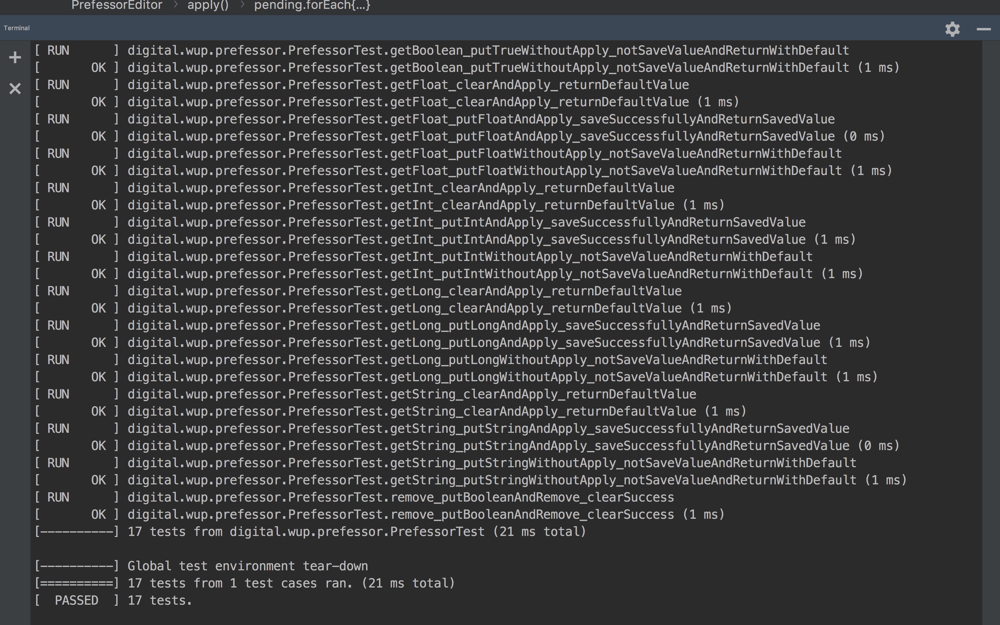 PrefessorEditor > apply() > pending.forEach{...}
Terminal
[ RUN      ] digital.wup.prefessor.PrefessorTest.getBoolean_putTrueWithoutApply_notSaveValueAndReturnWithDefault
[       OK ] digital.wup.prefessor.PrefessorTest.getBoolean_putTrueWithoutApply_notSaveValueAndReturnWithDefault (1 ms)
[ RUN      ] digital.wup.prefessor.PrefessorTest.getFloat_clearAndApply_returnDefaultValue
[       OK ] digital.wup.prefessor.PrefessorTest.getFloat_clearAndApply_returnDefaultValue (1 ms)
[ RUN      ] digital.wup.prefessor.PrefessorTest.getFloat_putFloatAndApply_saveSuccessfullyAndReturnSavedValue
[       OK ] digital.wup.prefessor.PrefessorTest.getFloat_putFloatAndApply_saveSuccessfullyAndReturnSavedValue (0 ms)
[ RUN      ] digital.wup.prefessor.PrefessorTest.getFloat_putFloatWithoutApply_notSaveValueAndReturnWithDefault
[       OK ] digital.wup.prefessor.PrefessorTest.getFloat_putFloatWithoutApply_notSaveValueAndReturnWithDefault (1 ms)
[ RUN      ] digital.wup.prefessor.PrefessorTest.getInt_clearAndApply_returnDefaultValue
[       OK ] digital.wup.prefessor.PrefessorTest.getInt_clearAndApply_returnDefaultValue (1 ms)
[ RUN      ] digital.wup.prefessor.PrefessorTest.getInt_putIntAndApply_saveSuccessfullyAndReturnSavedValue
[       OK ] digital.wup.prefessor.PrefessorTest.getInt_putIntAndApply_saveSuccessfullyAndReturnSavedValue (1 ms)
[ RUN      ] digital.wup.prefessor.PrefessorTest.getInt_putIntWithoutApply_notSaveValueAndReturnWithDefault
[       OK ] digital.wup.prefessor.PrefessorTest.getInt_putIntWithoutApply_notSaveValueAndReturnWithDefault (1 ms)
[ RUN      ] digital.wup.prefessor.PrefessorTest.getLong_clearAndApply_returnDefaultValue
[       OK ] digital.wup.prefessor.PrefessorTest.getLong_clearAndApply_returnDefaultValue (1 ms)
[ RUN      ] digital.wup.prefessor.PrefessorTest.getLong_putLongAndApply_saveSuccessfullyAndReturnSavedValue
[       OK ] digital.wup.prefessor.PrefessorTest.getLong_putLongAndApply_saveSuccessfullyAndReturnSavedValue (1 ms)
[ RUN      ] digital.wup.prefessor.PrefessorTest.getLong_putLongWithoutApply_notSaveValueAndReturnWithDefault
[       OK ] digital.wup.prefessor.PrefessorTest.getLong_putLongWithoutApply_notSaveValueAndReturnWithDefault (1 ms)
[ RUN      ] digital.wup.prefessor.PrefessorTest.getString_clearAndApply_returnDefaultValue
[       OK ] digital.wup.prefessor.PrefessorTest.getString_clearAndApply_returnDefaultValue (1 ms)
[ RUN      ] digital.wup.prefessor.PrefessorTest.getString_putStringAndApply_saveSuccessfullyAndReturnSavedValue
[       OK ] digital.wup.prefessor.PrefessorTest.getString_putStringAndApply_saveSuccessfullyAndReturnSavedValue (0 ms)
[ RUN      ] digital.wup.prefessor.PrefessorTest.getString_putStringWithoutApply_notSaveValueAndReturnWithDefault
[       OK ] digital.wup.prefessor.PrefessorTest.getString_putStringWithoutApply_notSaveValueAndReturnWithDefault (1 ms)
[ RUN      ] digital.wup.prefessor.PrefessorTest.remove_putBooleanAndRemove_clearSuccess
[       OK ] digital.wup.prefessor.PrefessorTest.remove_putBooleanAndRemove_clearSuccess (1 ms)
[----------] 17 tests from digital.wup.prefessor.PrefessorTest (21 ms total)
[----------] Global test environment tear-down
[==========] 17 tests from 1 test cases ran. (21 ms total)
[  PASSED  ] 17 tests.